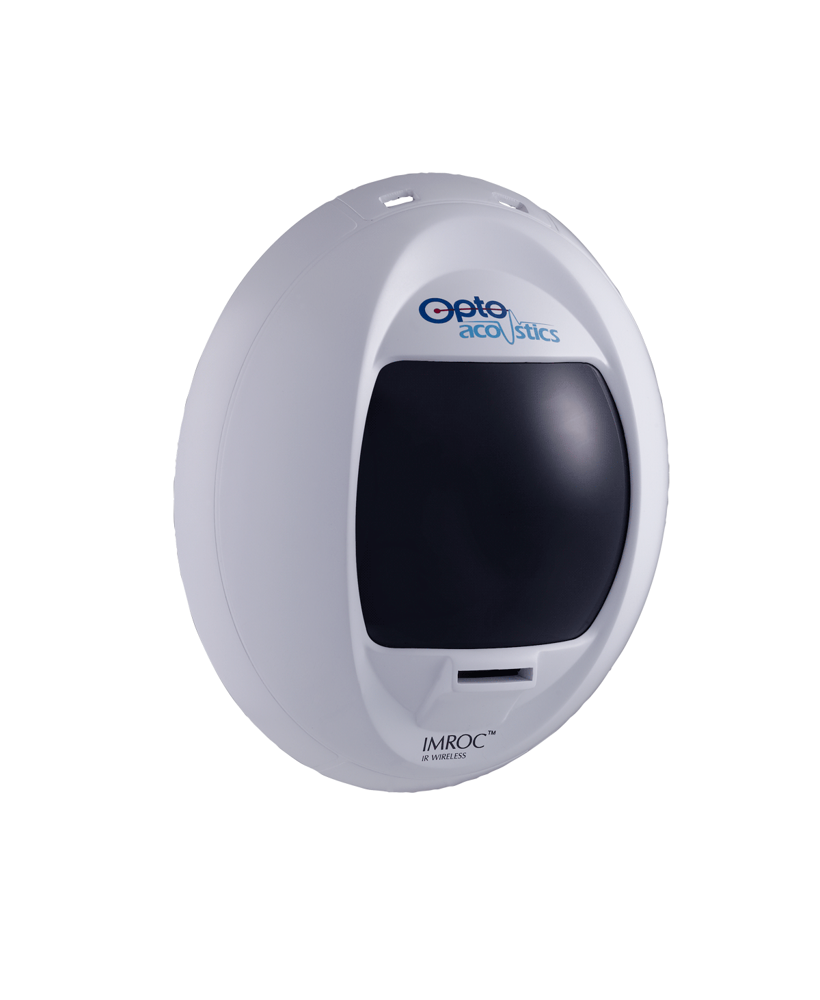 Opto
acoustics
IMROC™
IR WIRELESS